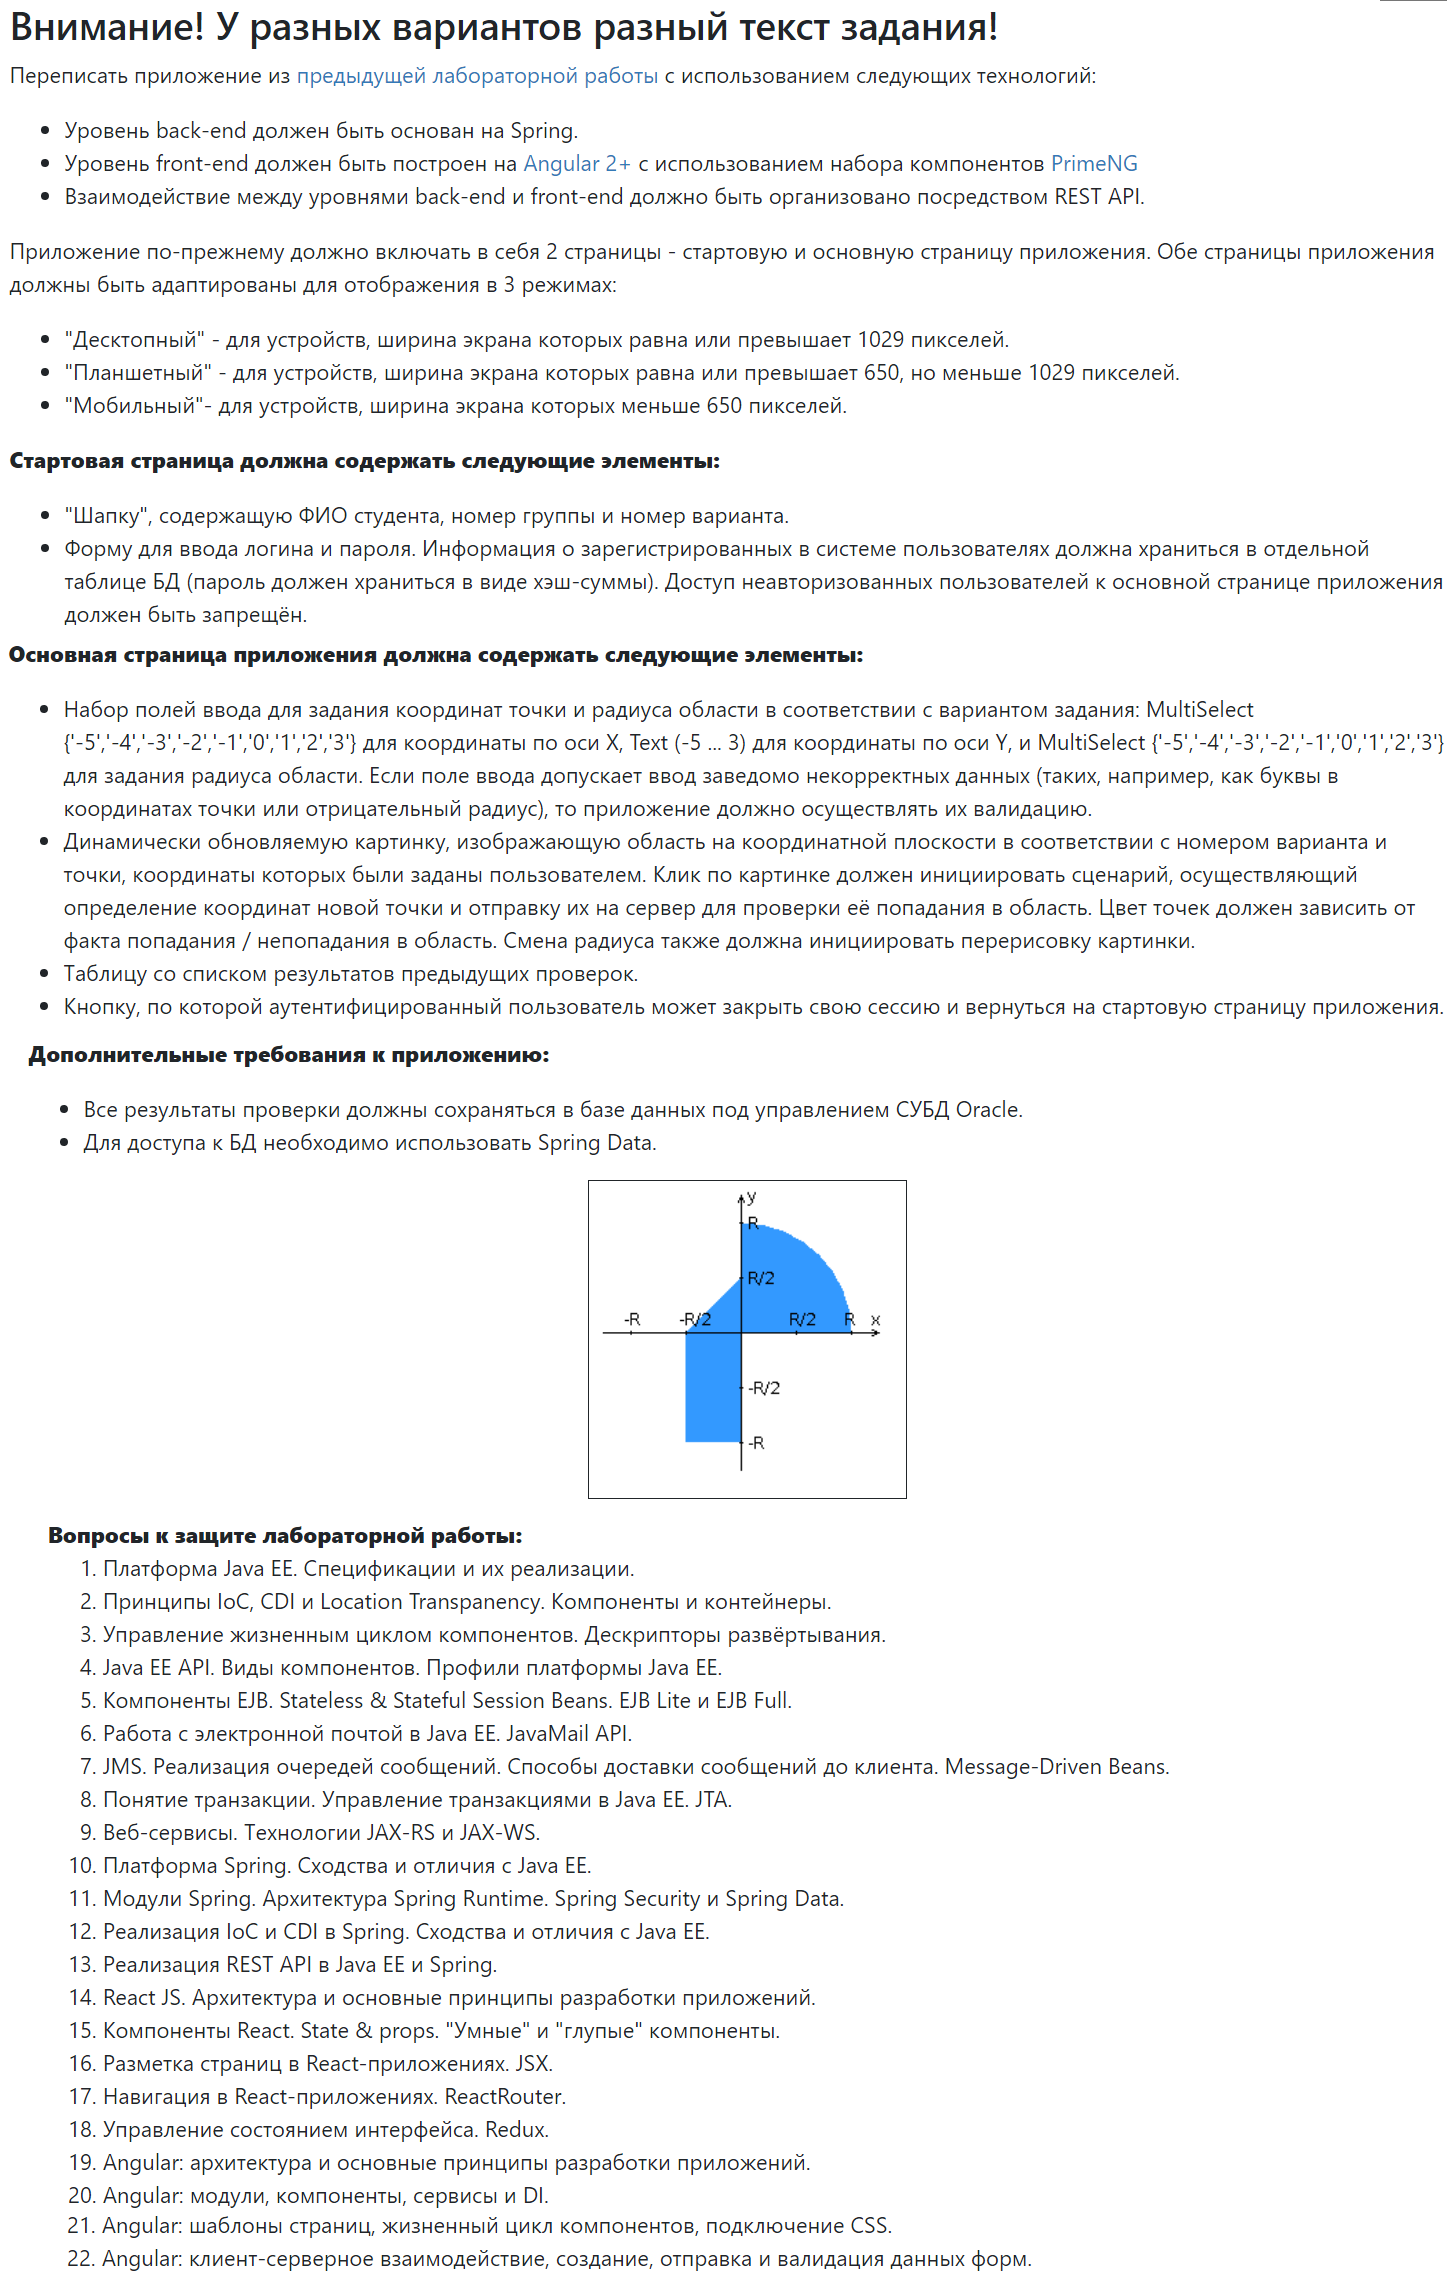 Внимание! У разных вариантов разный текст задания!
Переписать приложение из предыдущей лабораторной работы с использованием следующих технологий:
Уровень back-end должен быть основан на Spring.
Уровень front-end должен быть построен на Angular 2+ с использованием набора компонентов PrimeNG
Взаимодействие между уровнями back-end и front-end должно быть организовано посредством REST API.
Приложение по-прежнему должно включать в себя 2 страницы - стартовую и основную страницу приложения. Обе страницы приложения
должны быть адаптированы для отображения в 3 режимах:
"Десктопный" - для устройств, ширина экрана которых равна или превышает 1029 пикселей.
"Планшетный" - для устройств, ширина экрана которых равна или превышает 650, но меньше 1029 пикселей.
"Мобильный"- для устройств, ширина экрана которых меньше 650 пикселей.
Стартовая страница должна содержать следующие элементы:
"Шапку", содержащую ФИО студента, номер группы и номер варианта.
Форму для ввода логина и пароля. Информация о зарегистрированных в системе пользователях должна храниться в отдельной
таблице БД (пароль должен храниться в виде хэш-суммы). Доступ неавторизованных пользователей к основной странице приложения
должен быть запрещён.
Основная страница приложения должна содержать следующие элементы:
Набор полей ввода для задания координат точки и радиуса области в соответствии с вариантом задания: MultiSelect
{'-5','-4','-3','-2','-1','0','1','2','3'} для координаты по оси X, Text (-5 ... 3) для координаты по оси Y, и MultiSelect {'-5','-4','-3','-2','-1','0','1','2','3'}
для задания радиуса области. Если поле ввода допускает ввод заведомо некорректных данных (таких, например, как буквы в
координатах точки или отрицательный радиус), то приложение должно осуществлять их валидацию.
Динамически обновляемую картинку, изображающую область на координатной плоскости в соответствии с номером варианта и
точки, координаты которых были заданы пользователем. Клик по картинке должен инициировать сценарий, осуществляющий
определение координат новой точки и отправку их на сервер для проверки её попадания в область. Цвет точек должен зависить от
факта попадания / непопадания в область. Смена радиуса также должна инициировать перерисовку картинки.
Таблицу со списком результатов предыдущих проверок.
Кнопку, по которой аутентифицированный пользователь может закрыть свою сессию и вернуться на стартовую страницу приложения.
Дополнительные требования к приложению:
Все результаты проверки должны сохраняться в базе данных под управлением СУБД Oracle.
Для доступа к БД необходимо использовать Spring Data.
y
R
R/2
-R -R/2 R/2 R x
-R/2
-R
Вопросы к защите лабораторной работы:
1. Платформа Java EE. Спецификации и их реализации.
2. Принципы IoC, CDI и Location Transpanency. Компоненты и контейнеры.
3. Управление жизненным циклом компонентов. Дескрипторы развёртывания.
4. Java EE API. Виды компонентов. Профили платформы Java EE.
5. Компоненты EJB. Stateless & Stateful Session Beans. EJB Lite и EJB Full.
6. Работа с электронной почтой в Java EE. JavaMail API.
7. JMS. Реализация очередей сообщений. Способы доставки сообщений до клиента. Message-Driven Beans.
8. Понятие транзакции. Управление транзакциями в Java EE. JTA.
9. Веб-сервисы. Технологии JAX-RS и JAX-WS.
10. Платформа Spring. Сходства и отличия с Java EE.
11. Модули Spring. Архитектура Spring Runtime. Spring Security и Spring Data.
12. Реализация IoC и CDI в Spring. Сходства и отличия с Java EE.
13. Реализация REST API в Java EE и Spring.
14. React JS. Архитектура и основные принципы разработки приложений.
15. Компоненты React. State & props. "Умные" и "глупые" компоненты.
16. Разметка страниц в React-приложениях. JSX.
17. Навигация в React-приложениях. ReactRouter.
18. Управление состоянием интерфейса. Redux.
19. Angular: архитектура и основные принципы разработки приложений.
20. Angular: модули, компоненты, сервисы и DI.
21. Angular: шаблоны страниц, жизненный цикл компонентов, подключение CSS.
22. Angular: клиент-серверное взаимодействие, создание, отправка и валидация данных форм.